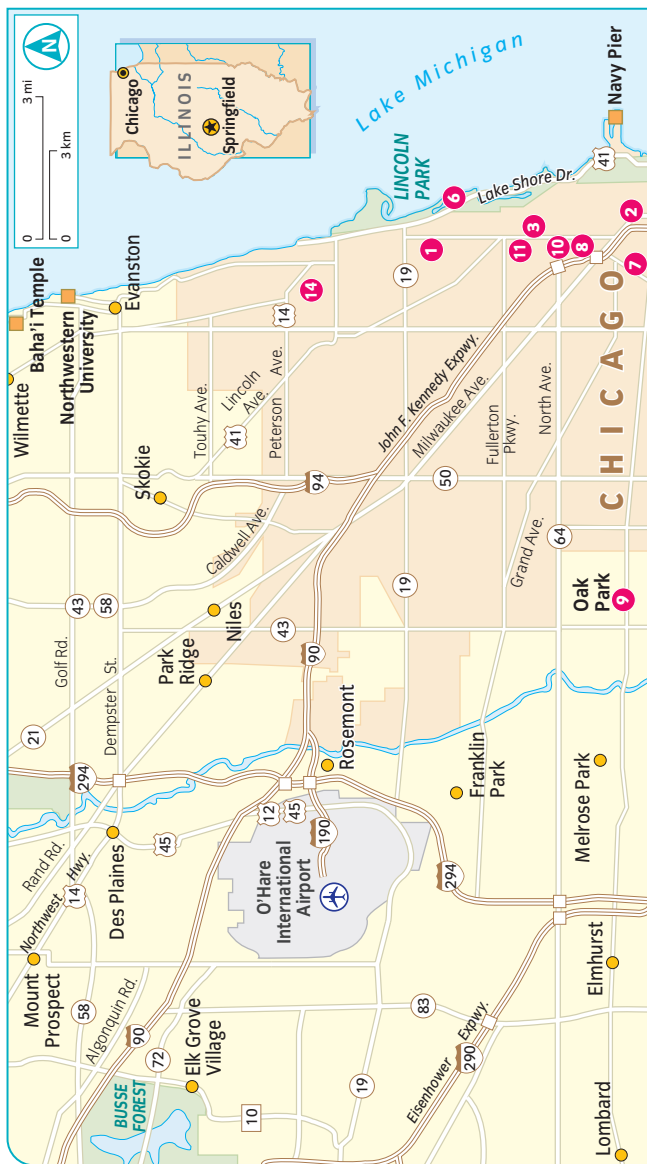 N
3 mi
0
3 km
0
Chicago
ILLINOIS
Springfield
Lake Michigan
Navy Pier
41
Lake Shore Dr.
LINCOLN
PARK
6
1
3
11
10
8
2
7
14
19
14
Wilmette
Baha'i Temple
Northwestern
University
Evanston
Touhy Ave.
Lincoln
Ave.
41
Peterson Ave.
Skokie
94
Caldwell Ave.
John F. Kennedy Expwy.
Milwaukee Ave.
Fullerton
Pkwy.
North Ave.
CHICAGO
50
Grand Ave.
64
Oak
Park
9
19
43
58
Golf Rd.
Dempster St.
Niles
43
Park
Ridge
90
21
294
Rosemont
Franklin
Park
Melrose Park
Rand Rd.
Northwest Hwy.
14
Des Plaines
45
12
45
190
O'Hare
International
Airport
294
Mount
Prospect
58
Algonquin Rd.
90
72
Elk Grove
Village
BUSSE
FOREST
10
83
19
Eisenhower Expwy.
290
Elmhurst
Lombard